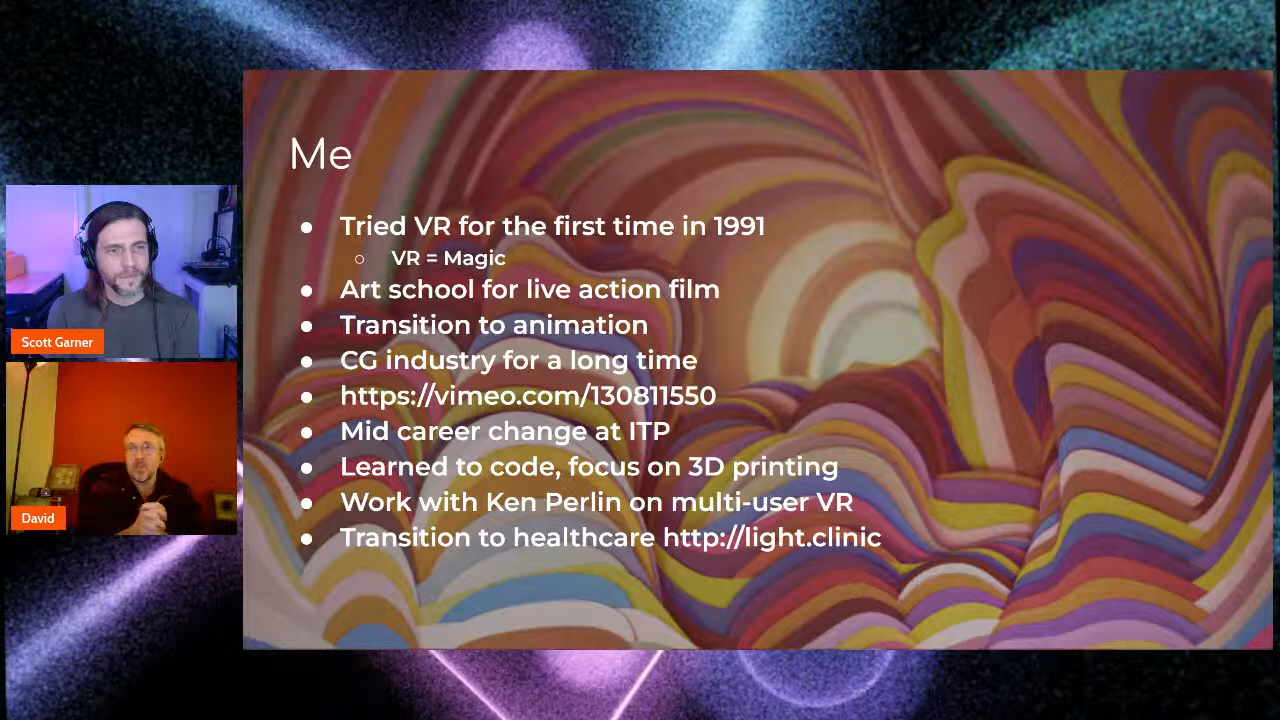 Me
Tried VR for the first time in 1991
VR = Magic
Art school for live action film
Transition to animation
CG industry for a long time
https://vimeo.com/130811550
Mid career change at ITP
Learned to code, focus on 3D printing
Work with Ken Perlin on multi-user VR
Transition to healthcare http://light.clinic
Scott Garner
David